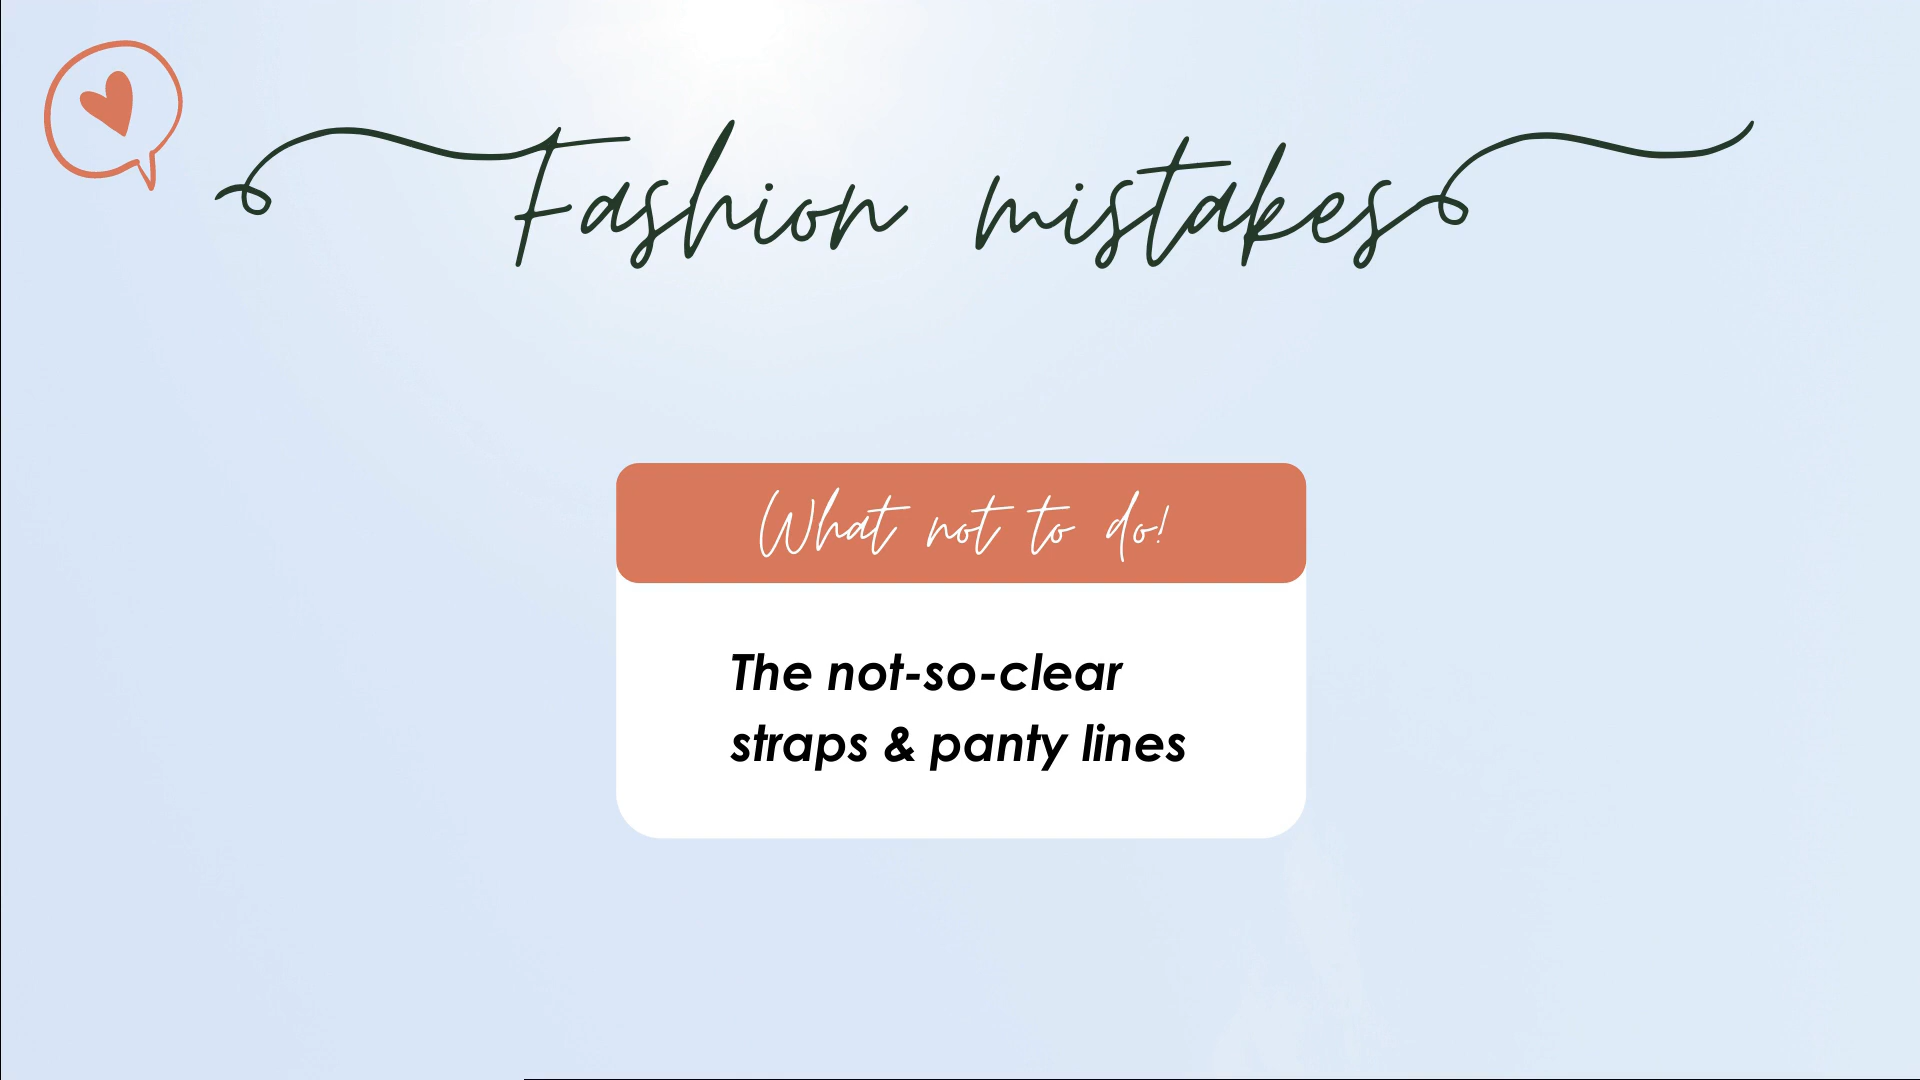 Fashion mistakes
What not to do!
The not-so-clear
straps & panty lines